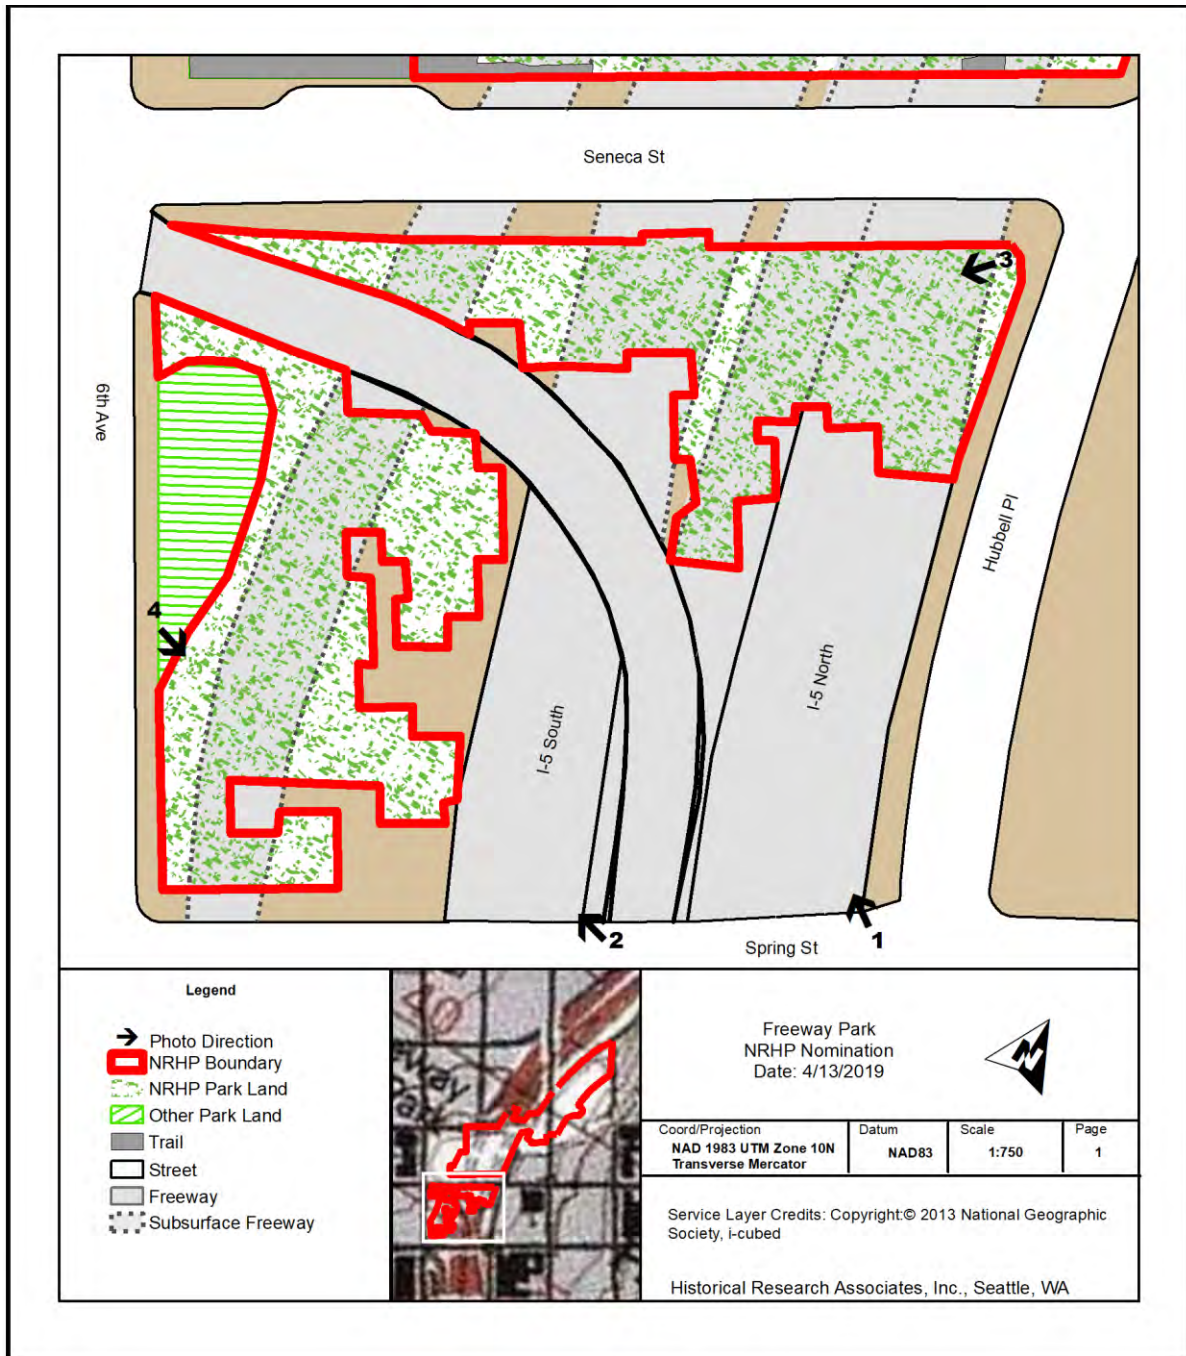 Seneca St
3
6th Ave
Hubbell Pl
4
I-5 North
I-5 South
2
1
Spring St
Legend
Photo Direction
NRHP Boundary
NRHP Park Land
Other Park Land
Trail
Street
Freeway
Subsurface Freeway
Freeway Park
NRHP Nomination
Date: 4/13/2019
N
Coord/Projection
NAD 1983 UTM Zone 10N
Transverse Mercator
Datum
NAD83
Scale
1:750
Page
1
Service Layer Credits: Copyright:© 2013 National Geographic
Society, i-cubed
Historical Research Associates, Inc., Seattle, WA